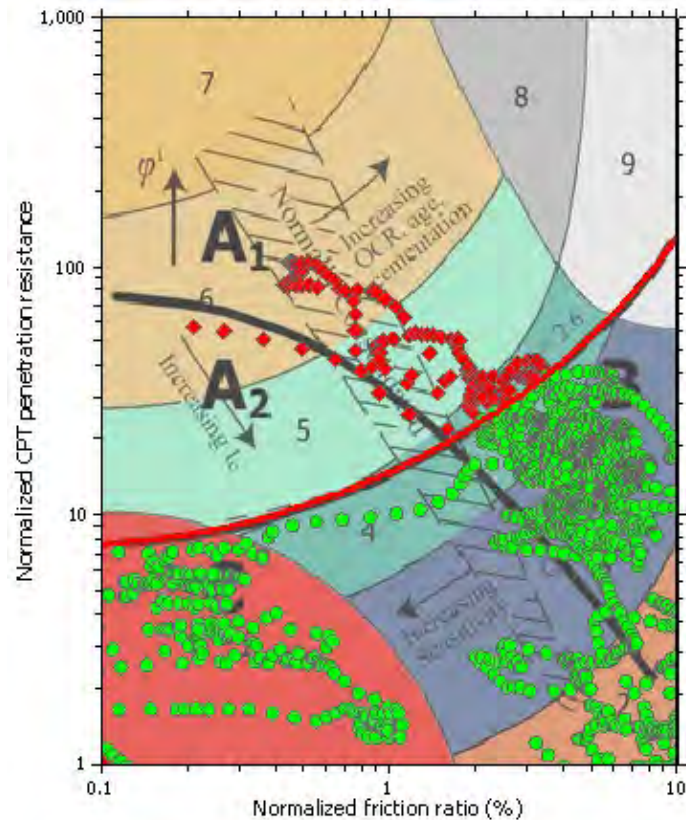 1,000
7
8
9
φ'
Normally
Increasing
OCR, age,
cementation
A1
100
6
2.6
A2
B
Increasing Ic
5
10
4
Increasing
sensitivity
1
0.1
1
10
Normalized CPT penetration resistance
Normalized friction ratio (%)